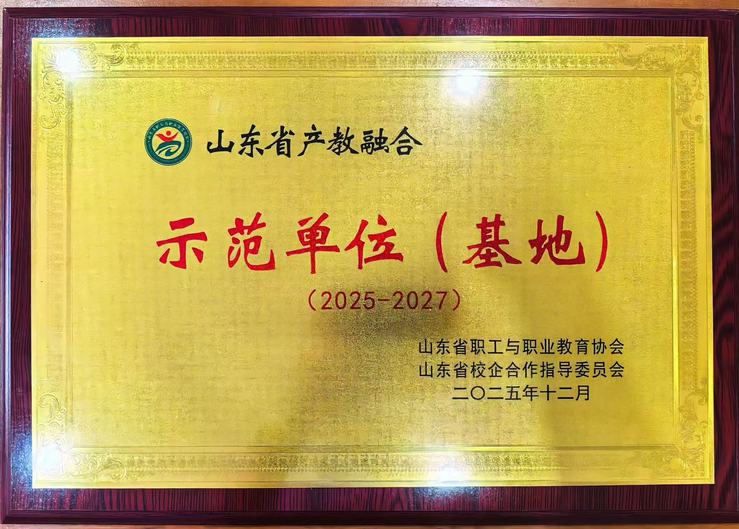 山东省产教融合
示范单位（基地）
（2025-2027）
山东省职工与职业教育协会
山东省校企合作指导委员会
二〇二五年十二月